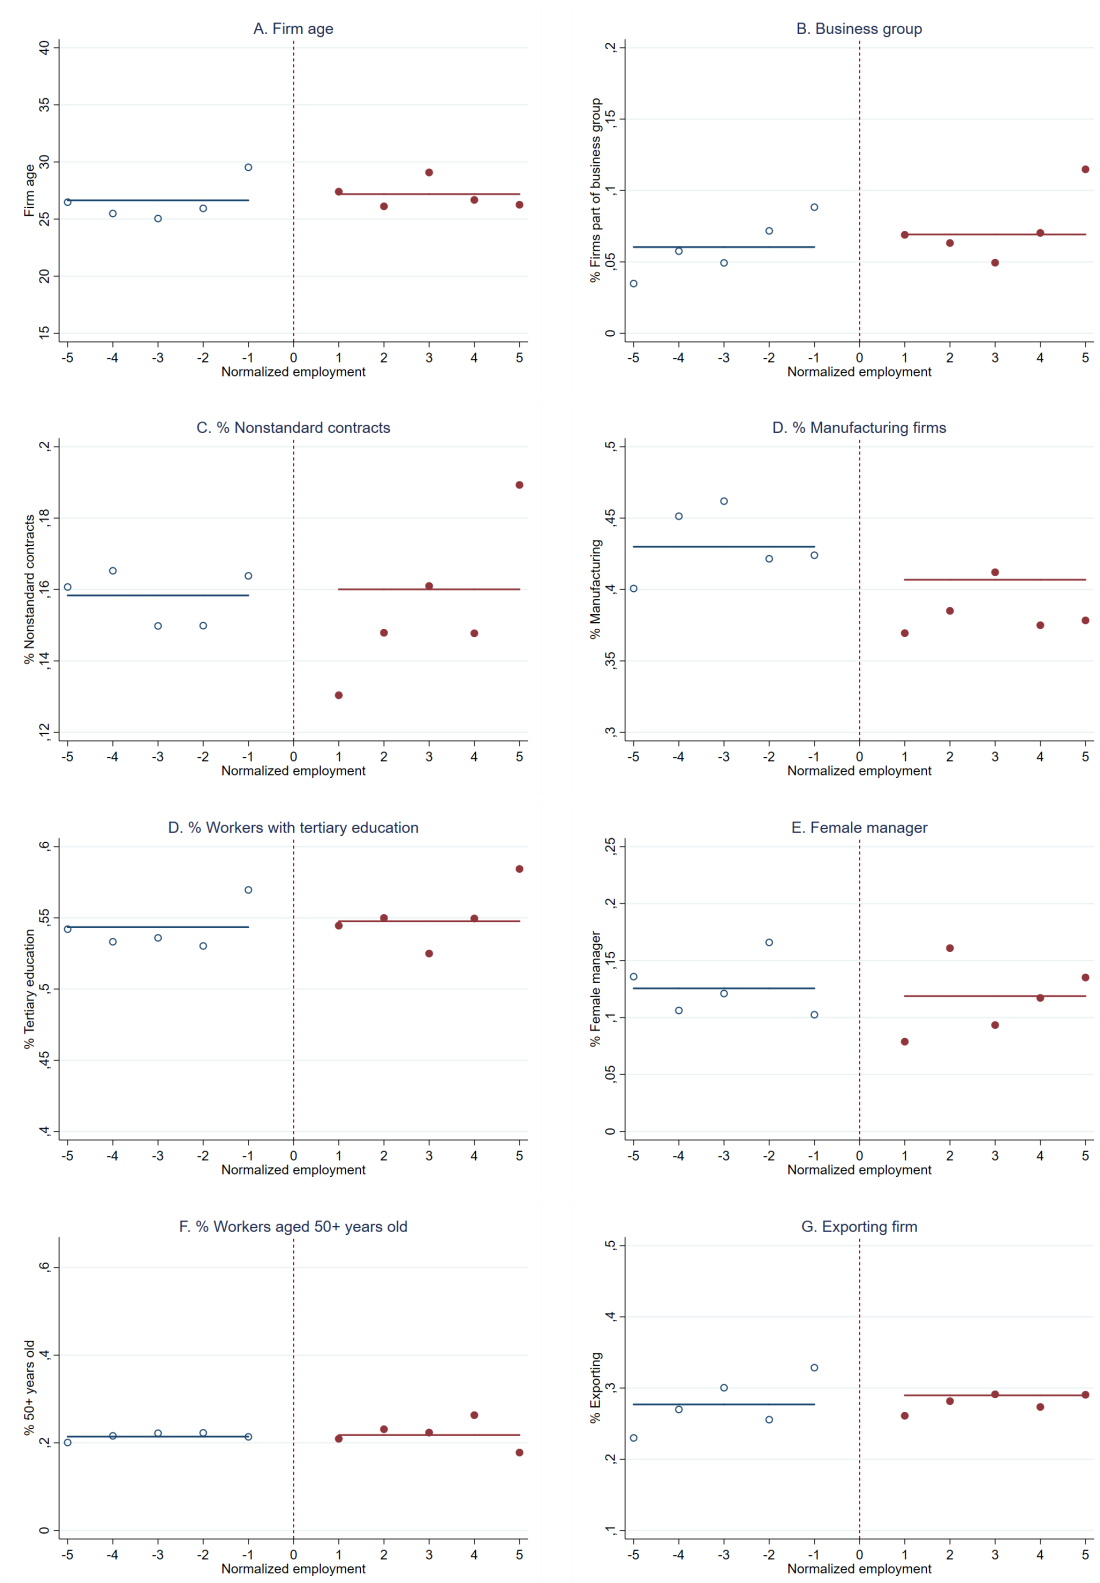 A. Firm age
40
35
30
25
20
15
Firm age
-5 -4 -3 -2 -1 0 1 2 3 4 5
Normalized employment
B. Business group
,2
,15
,1
,05
0
% Firms part of business group
-5 -4 -3 -2 -1 0 1 2 3 4 5
Normalized employment
C. % Nonstandard contracts
,2
,18
,16
,14
,12
% Nonstandard contracts
-5 -4 -3 -2 -1 0 1 2 3 4 5
Normalized employment
D. % Manufacturing firms
,5
,45
,4
,35
,3
% Manufacturing
-5 -4 -3 -2 -1 0 1 2 3 4 5
Normalized employment
D. % Workers with tertiary education
,6
,55
,5
,45
,4
% Tertiary education
-5 -4 -3 -2 -1 0 1 2 3 4 5
Normalized employment
E. Female manager
,25
,2
,15
,1
,05
0
% Female manager
-5 -4 -3 -2 -1 0 1 2 3 4 5
Normalized employment
F. % Workers aged 50+ years old
,6
,4
,2
0
% 50+ years old
-5 -4 -3 -2 -1 0 1 2 3 4 5
Normalized employment
G. Exporting firm
,5
,4
,3
,2
,1
% Exporting
-5 -4 -3 -2 -1 0 1 2 3 4 5
Normalized employment